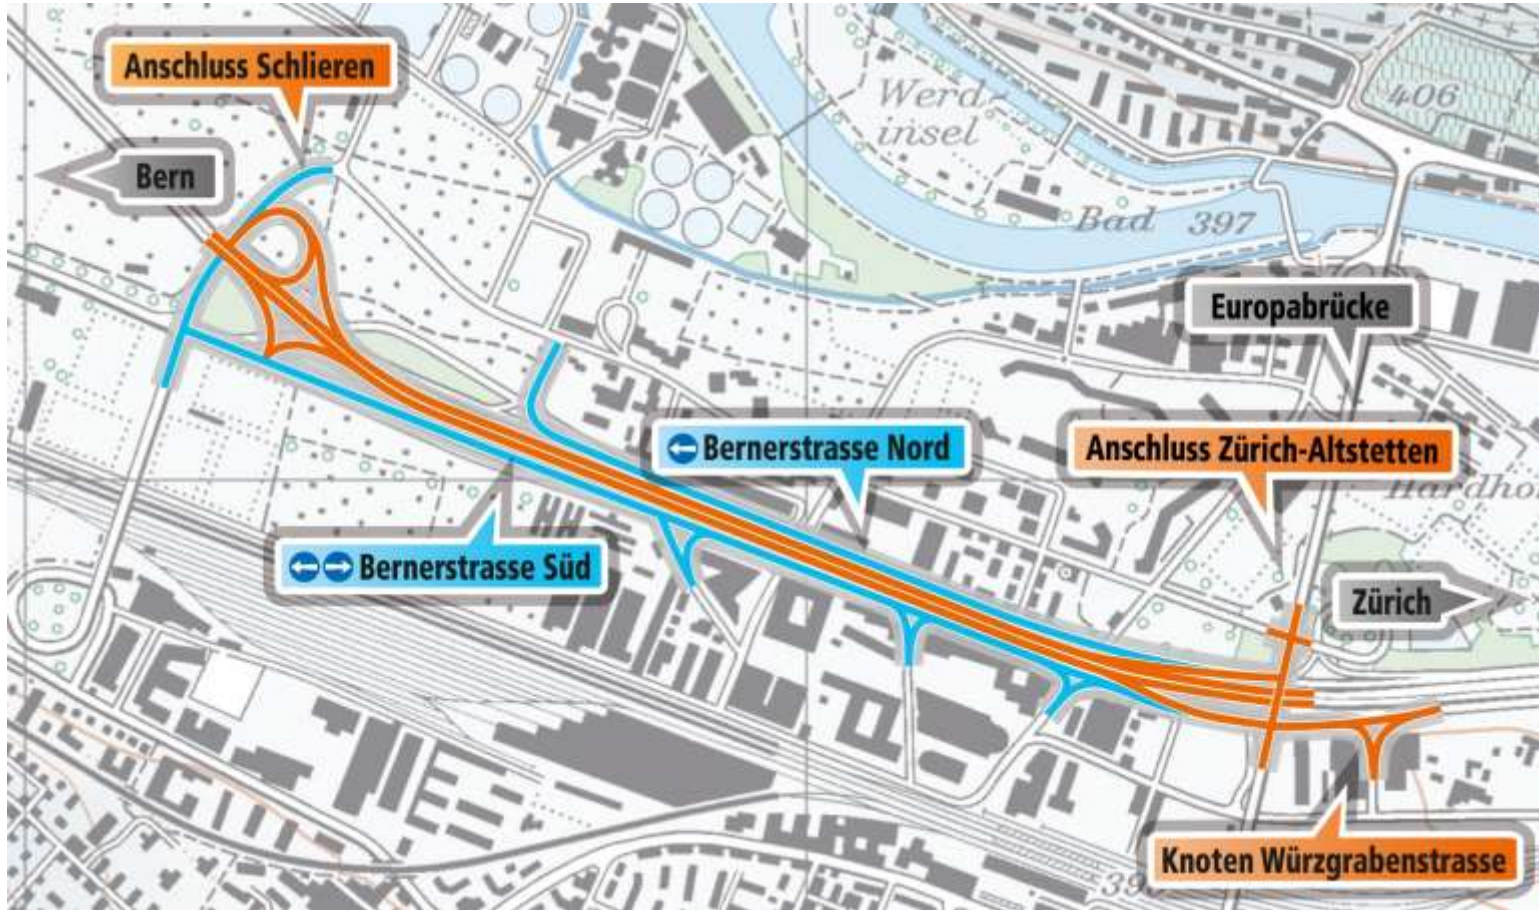 Anschluss Schlieren
Bern
Werd-
insel
406
Bad 397
Europabrücke
Bernerstrasse Nord
Anschluss Zürich-Altstetten
Bernerstrasse Süd
Zürich
Knoten Würzgrabenstrasse